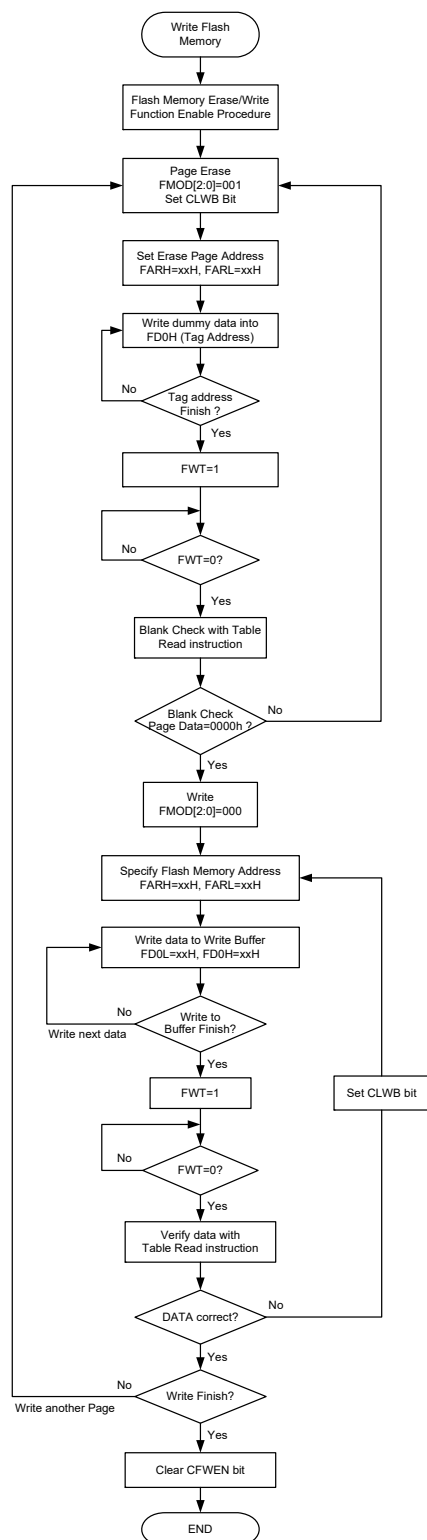 Write Flash
Memory
Flash Memory Erase/Write
Function Enable Procedure
Page Erase
FMOD[2:0]=001
Set CLWB Bit
Set Erase Page Address
FARH=xxH, FARL=xxH
Write dummy data into
FD0H (Tag Address)
No
Tag address
Finish ?
Yes
FWT=1
No
FWT=0?
Yes
Blank Check with Table
Read instruction
Blank Check
Page Data=0000h ?
No
Yes
Write
FMOD[2:0]=000
Specify Flash Memory Address
FARH=xxH, FARL=xxH
Write data to Write Buffer
FD0L=xxH, FD0H=xxH
No
Write next data
Write to
Buffer Finish?
Yes
FWT=1
Set CLWB bit
No
FWT=0?
Yes
Verify data with
Table Read instruction
DATA correct?
No
Yes
No
Write another Page
Write Finish?
Yes
Clear CFWEN bit
END